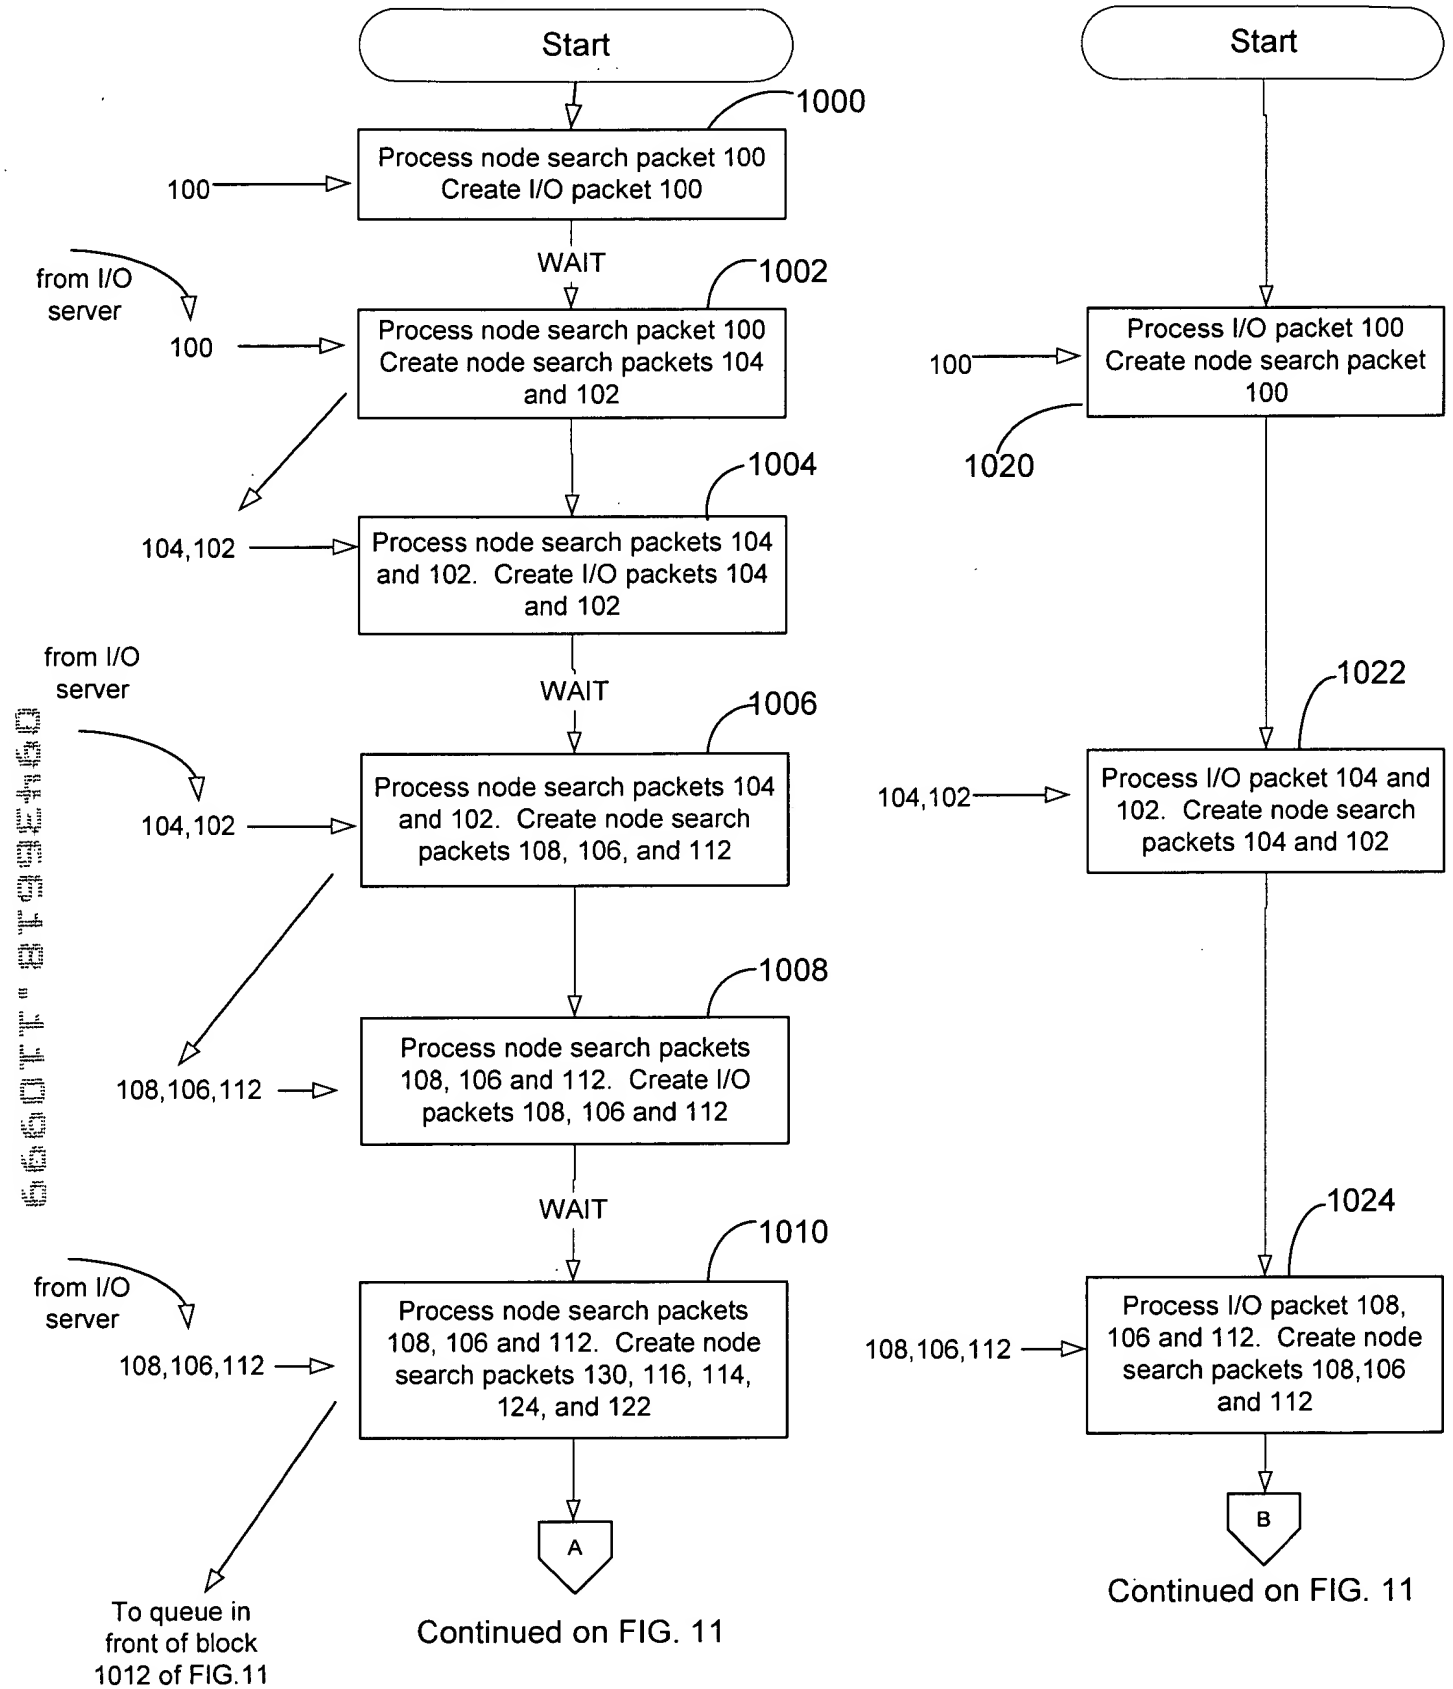 Start
1000
Process node search packet 100
Create I/O packet 100
100
WAIT
from I/O
server
1002
100
Process node search packet 100
Create node search packets 104
and 102
1004
104,102
Process node search packets 104
and 102. Create I/O packets 104
and 102
WAIT
from I/O
server
1006
104,102
Process node search packets 104
and 102. Create node search
packets 108, 106, and 112
1008
108,106,112
Process node search packets
108, 106 and 112. Create I/O
packets 108, 106 and 112
WAIT
from I/O
server
1010
108,106,112
Process node search packets
108, 106 and 112. Create node
search packets 130, 116, 114,
124, and 122
A
To queue in
front of block
1012 of FIG.11
Continued on FIG. 11
Start
100
Process I/O packet 100
Create node search packet
100
1020
1022
104,102
Process I/O packet 104 and
102. Create node search
packets 104 and 102
1024
108,106,112
Process I/O packet 108,
106 and 112. Create node
search packets 108,106
and 112
B
Continued on FIG. 11